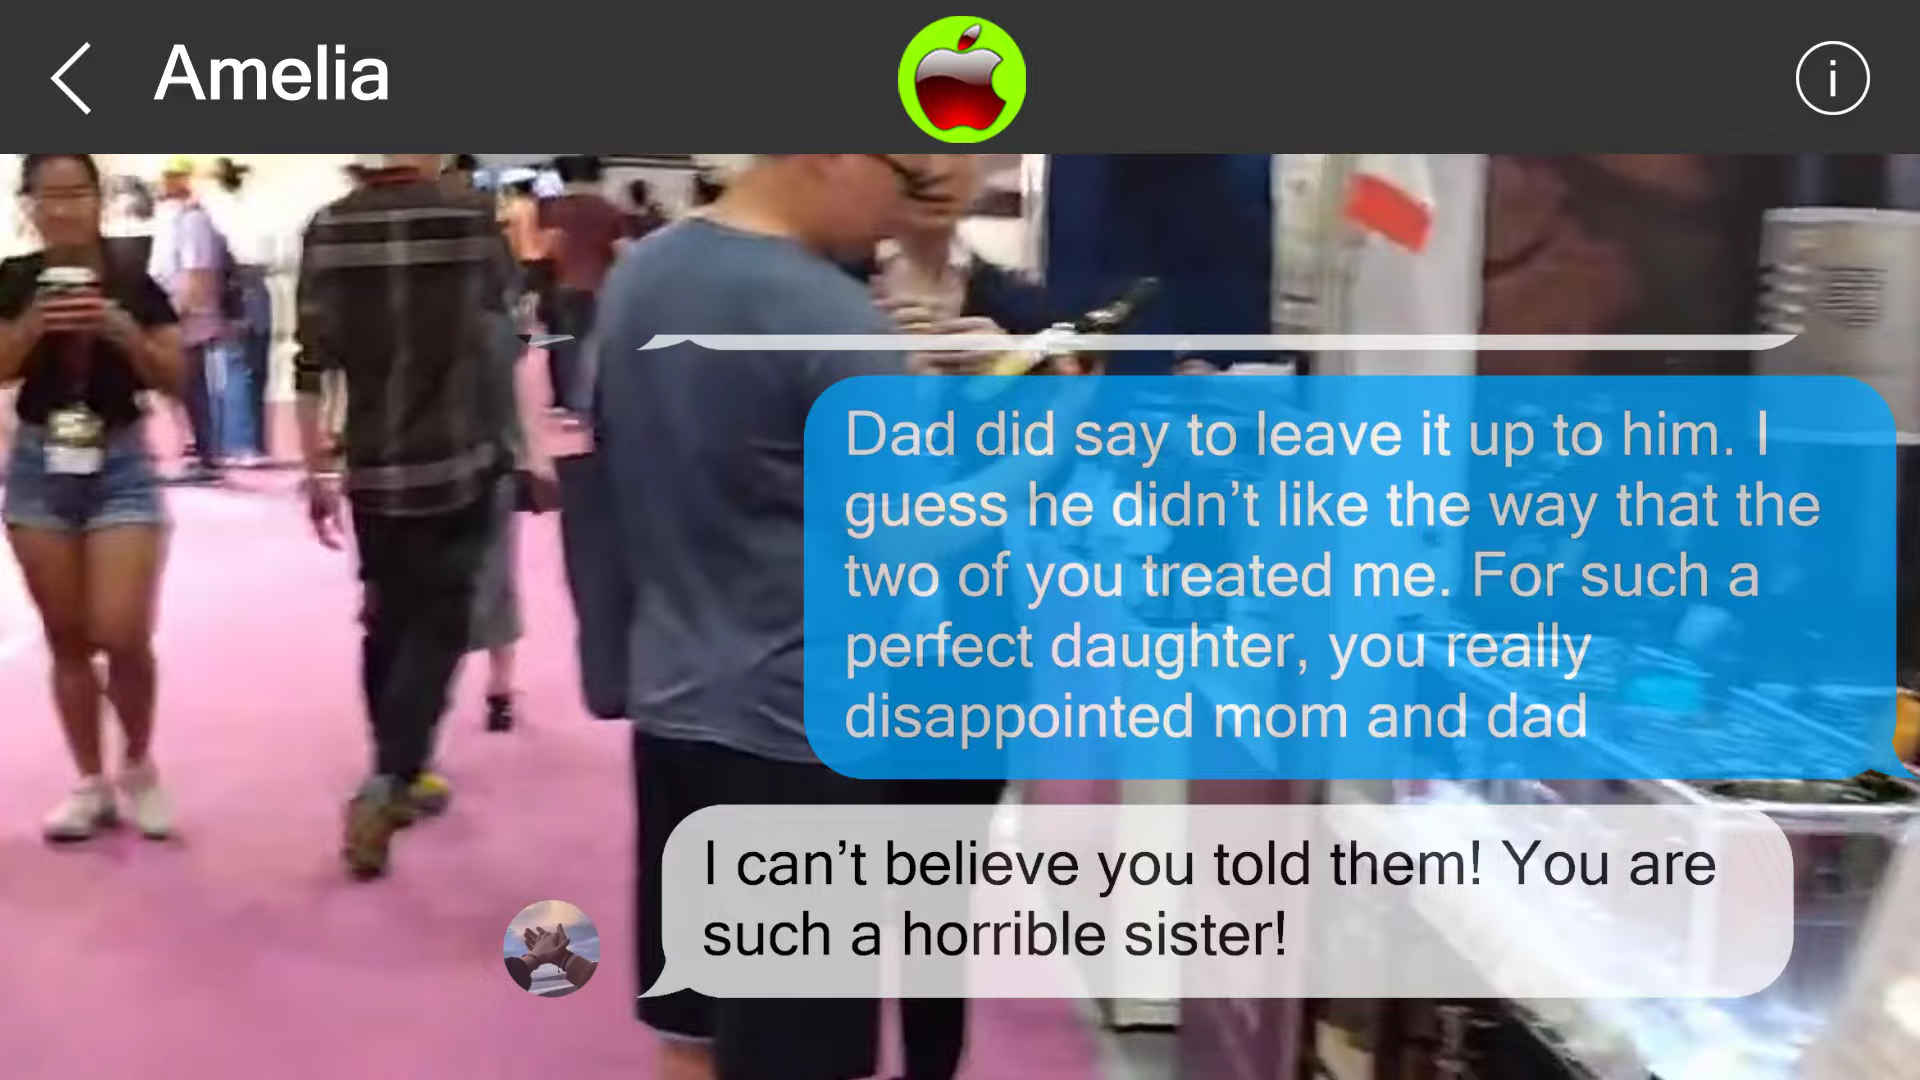 Amelia
Dad did say to leave it up to him. I
guess he didn’t like the way that the
two of you treated me. For such a
perfect daughter, you really
disappointed mom and dad
I can’t believe you told them! You are
such a horrible sister!